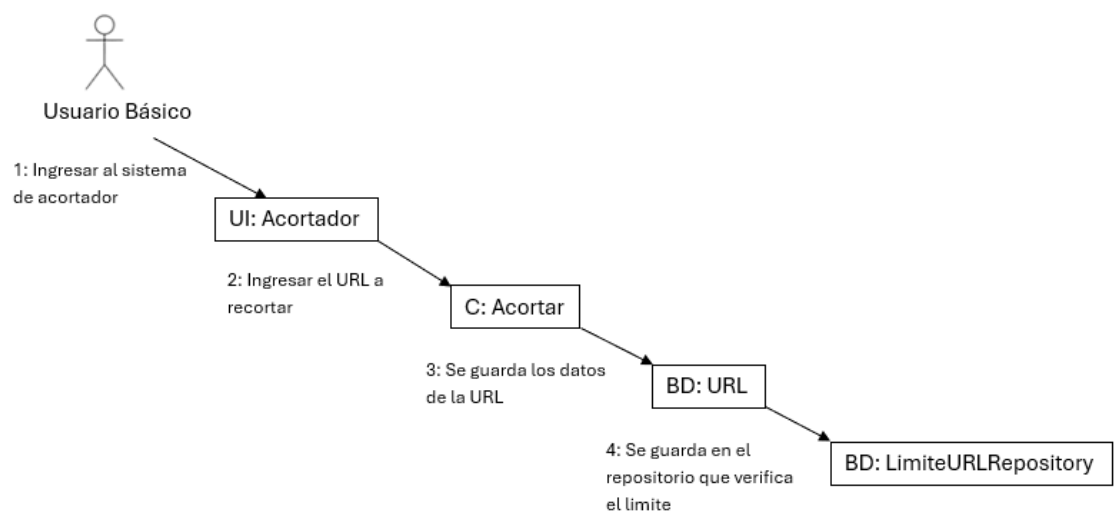 Usuario Básico
1: Ingresar al sistema
de acortador
UI: Acortador
2: Ingresar el URL a
recortar
C: Acortar
3: Se guarda los datos
de la URL
BD: URL
4: Se guarda en el
repositorio que verifica
el limite
BD: LimiteURLRepository